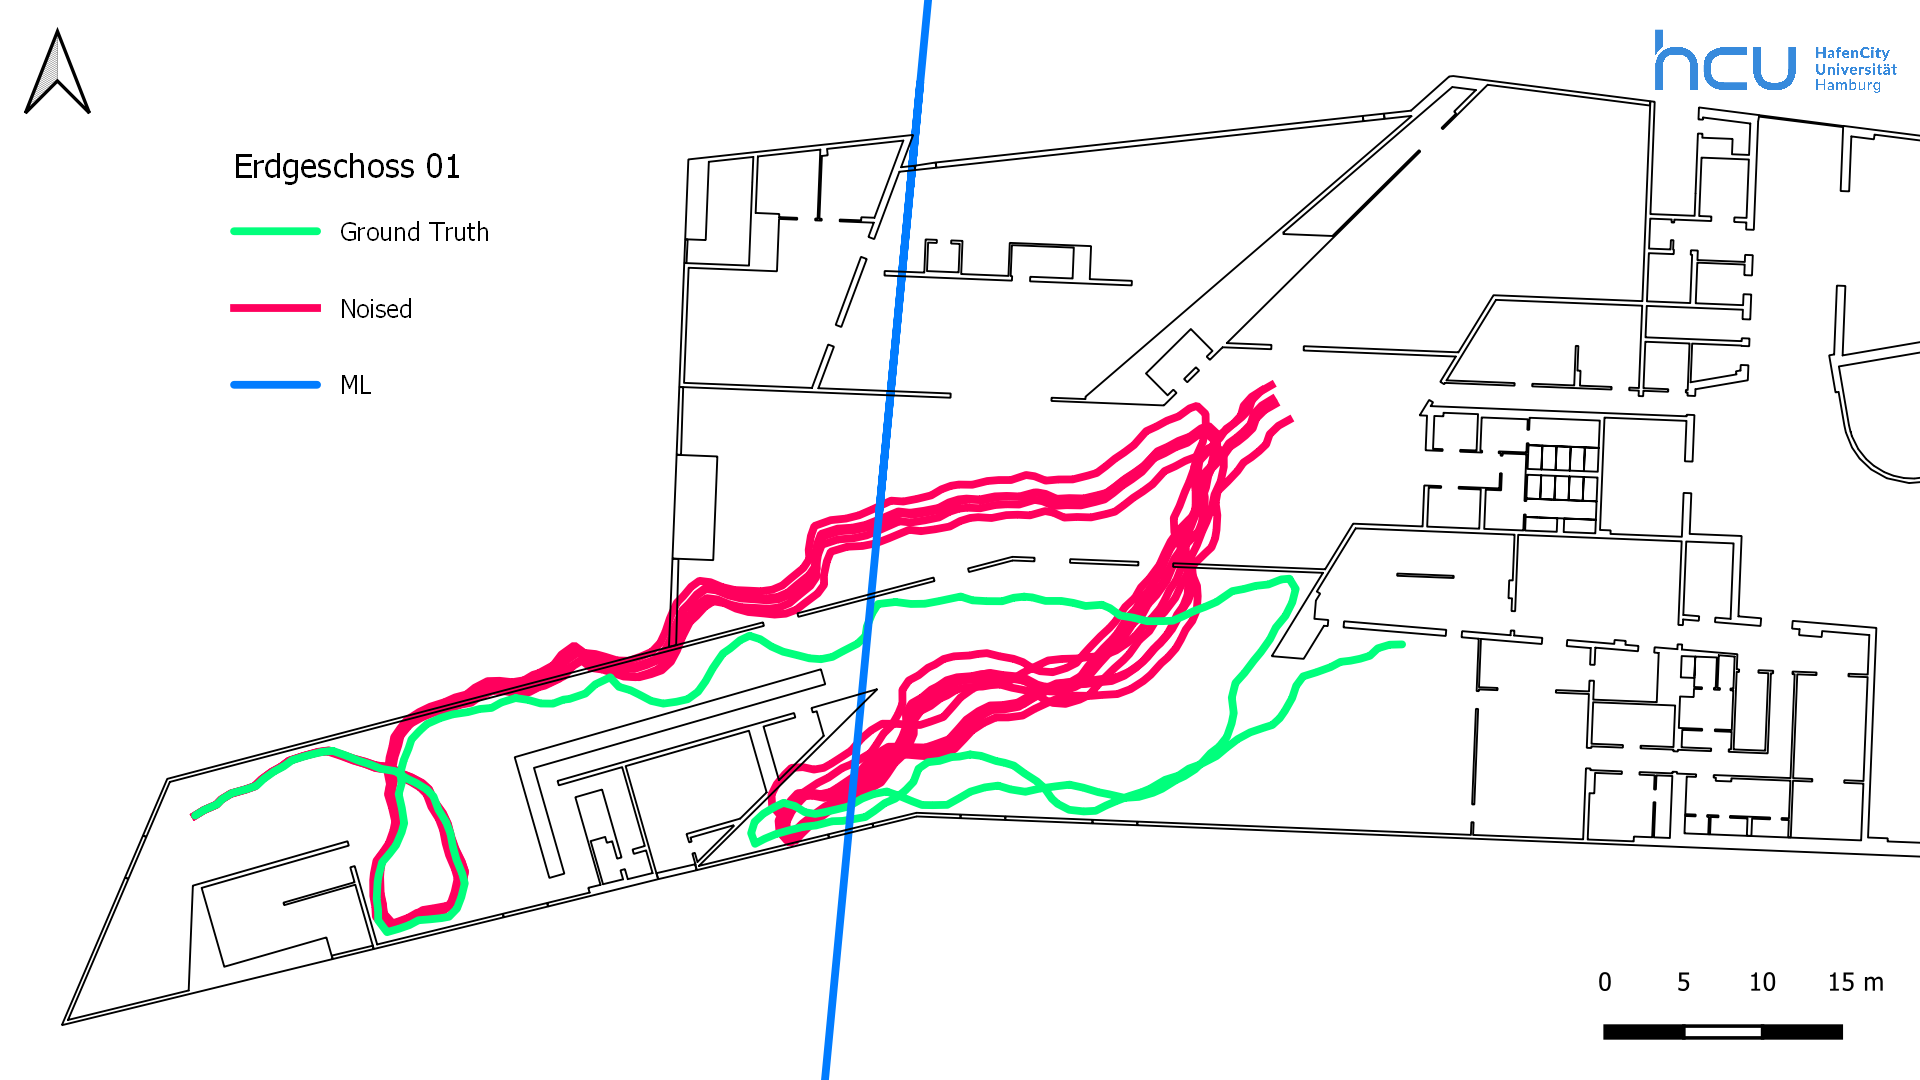 hcu
HafenCity
Universität
Hamburg
Erdgeschoss 01
Ground Truth
Noised
ML
0 5 10 15 m